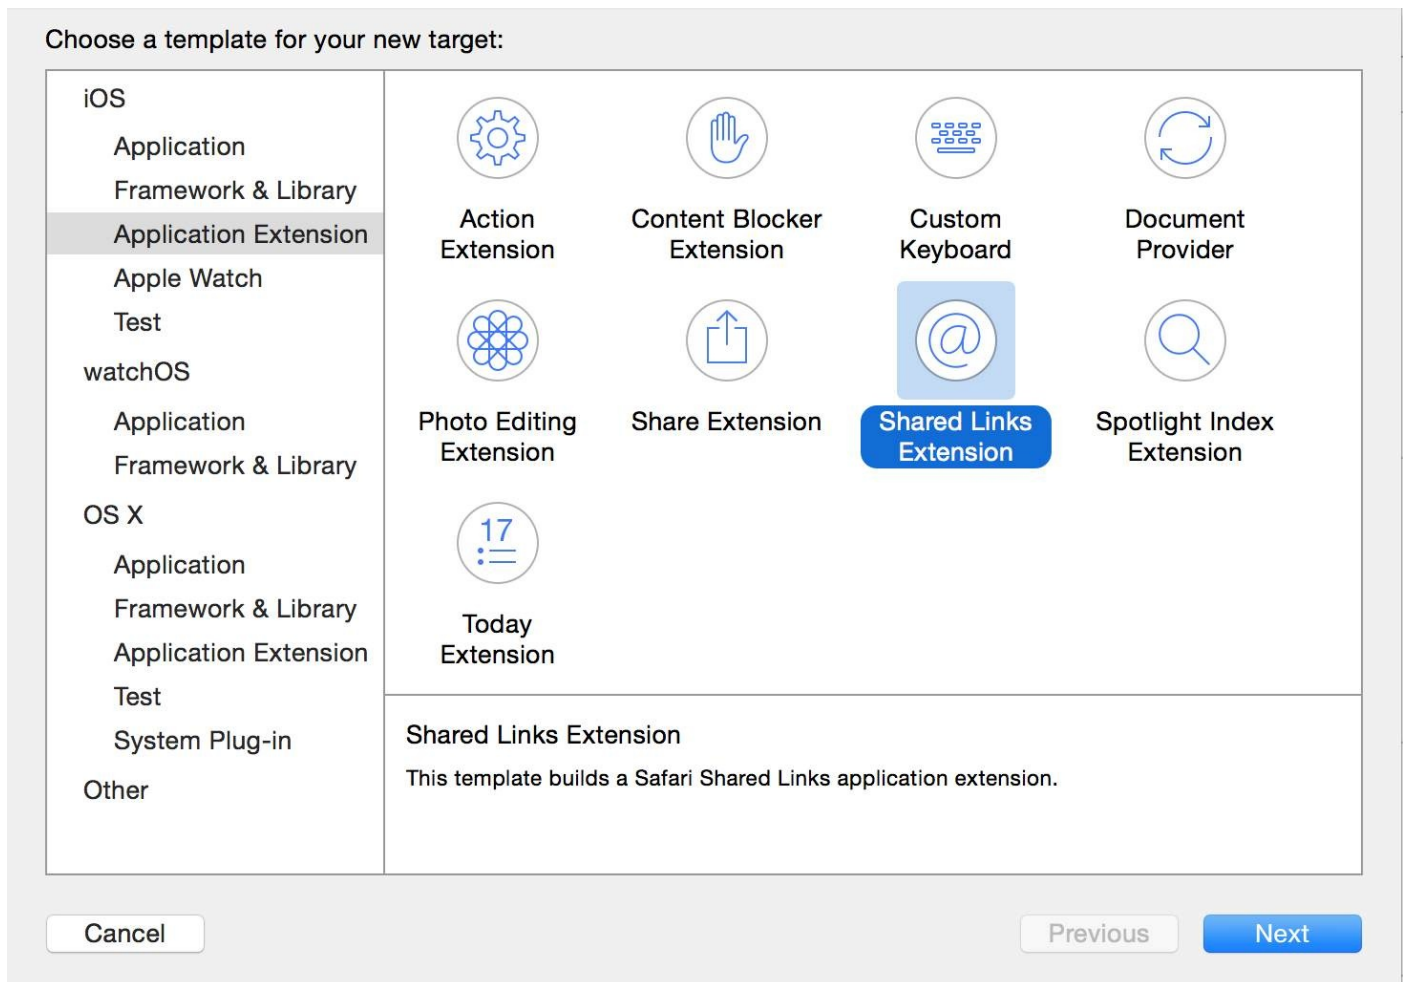 Choose a template for your new target:
iOS
Application
Framework & Library
Application Extension
Apple Watch
Test
watchOS
Application
Framework & Library
OS X
Application
Framework & Library
Application Extension
Test
System Plug-in
Other
Action
Extension
Content Blocker
Extension
Custom
Keyboard
Document
Provider
Photo Editing
Extension
Share Extension
@
Shared Links
Extension
Spotlight Index
Extension
17
Today
Extension
Shared Links Extension
This template builds a Safari Shared Links application extension.
Cancel
Previous
Next